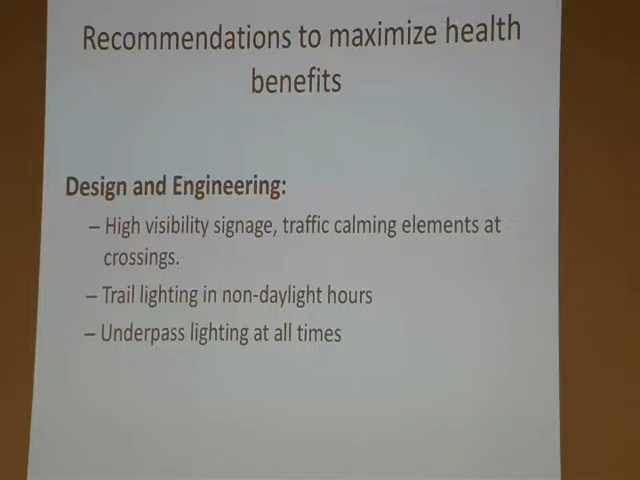 Recommendations to maximize health
benefits
Design and Engineering:
– High visibility signage, traffic calming elements at
crossings.
– Trail lighting in non-daylight hours
– Underpass lighting at all times